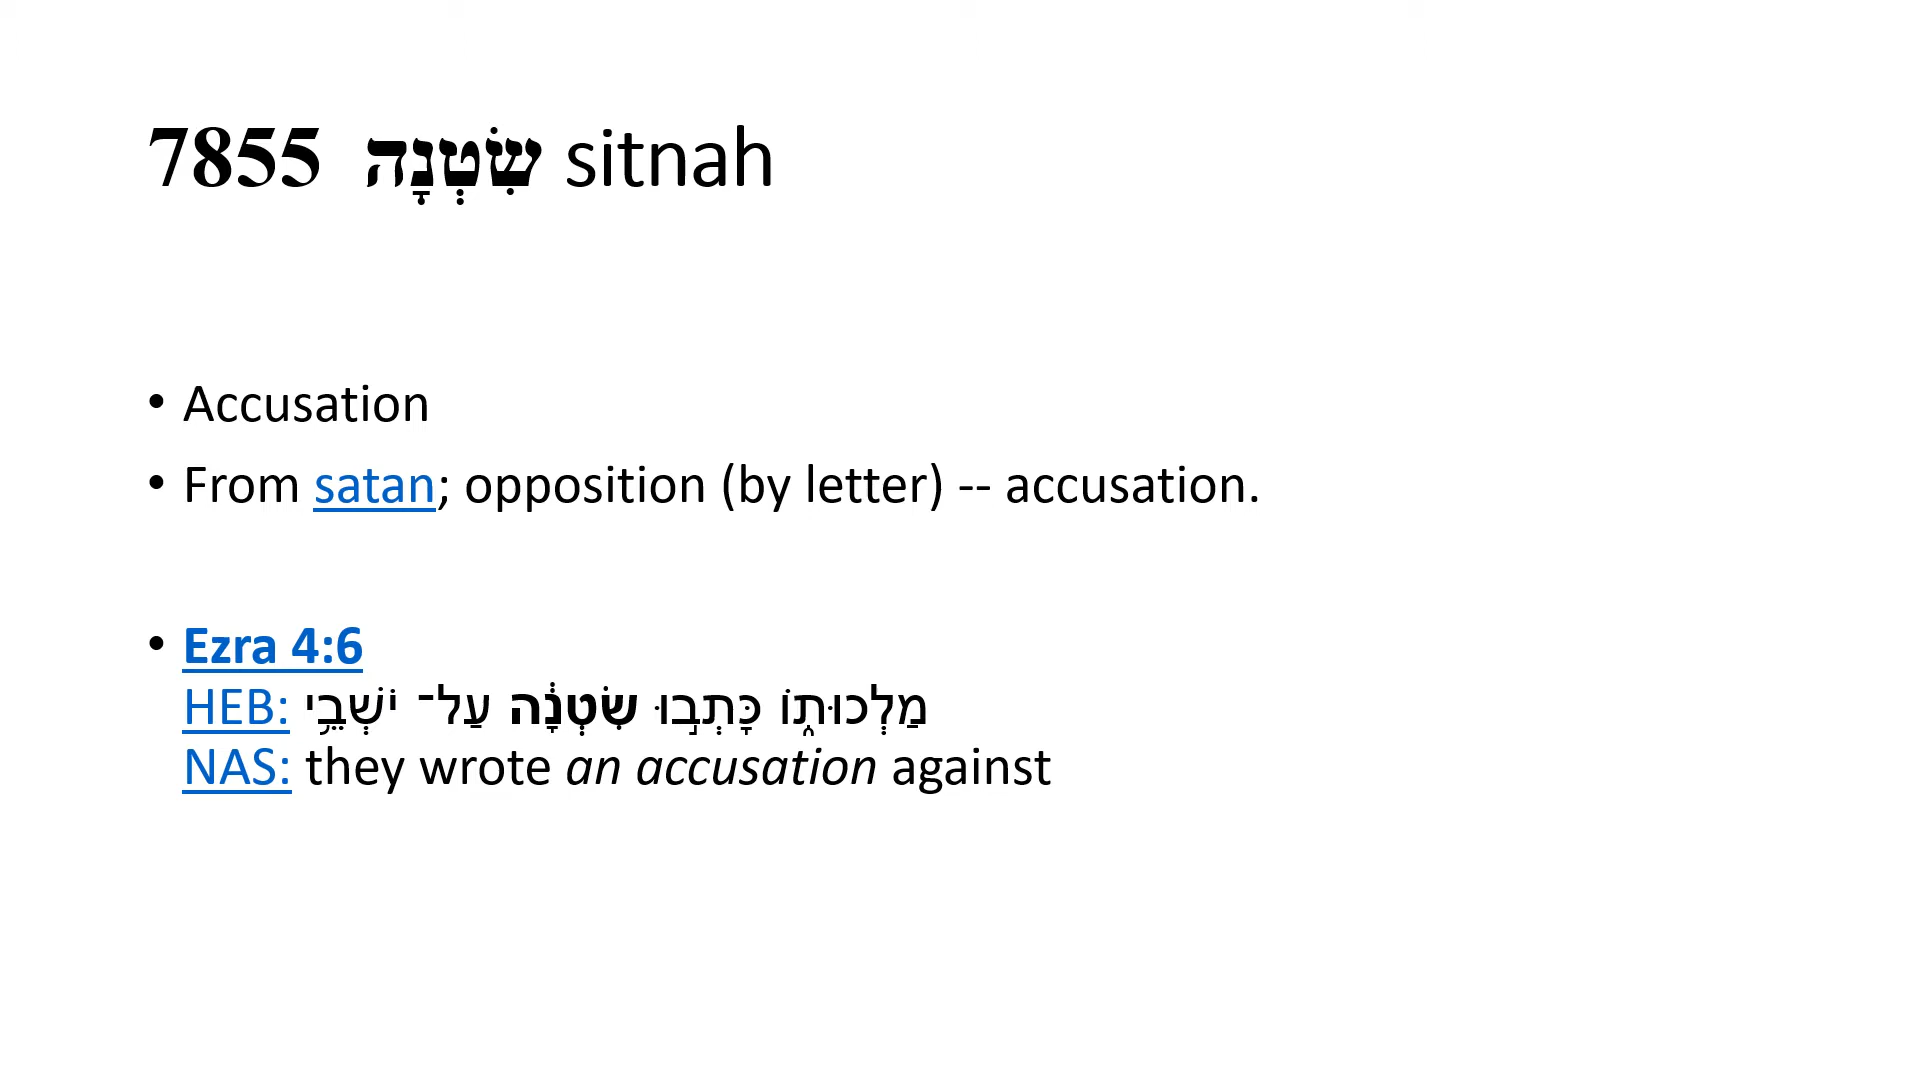 7855 שִׂטְנָה sitnah
• Accusation
• From satan; opposition (by letter) -- accusation.
• Ezra 4:6
HEB: מַלְכוּת֑וֹ כָּתְב֣וּ שִׂטְנָ֔ה עַל־ יֹשְׁבֵ֥י
NAS: they wrote an accusation against